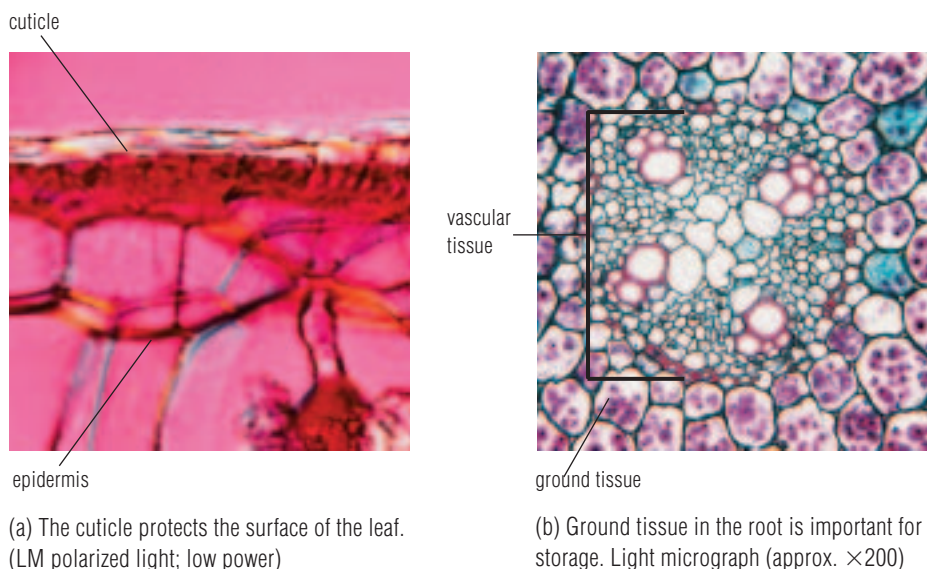 cuticle
epidermis
(a) The cuticle protects the surface of the leaf.
(LM polarized light; low power)
vascular
tissue
ground tissue
(b) Ground tissue in the root is important for
storage. Light micrograph (approx. ×200)